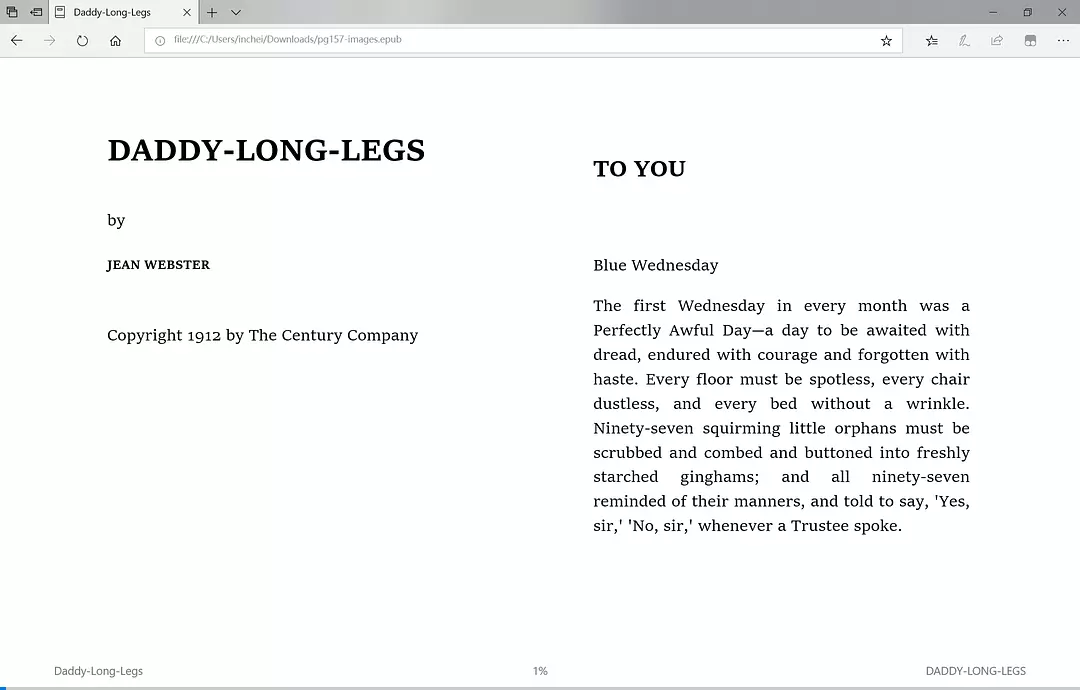 Daddy-Long-Legs
file:///C:/Users/inchei/Downloads/pg157-images.epub
DADDY-LONG-LEGS
by
JEAN WEBSTER
Copyright 1912 by The Century Company
TO YOU
Blue Wednesday
The first Wednesday in every month was a
Perfectly Awful Day—a day to be awaited with
dread, endured with courage and forgotten with
haste. Every floor must be spotless, every chair
dustless, and every bed without a wrinkle.
Ninety-seven squirming little orphans must be
scrubbed and combed and buttoned into freshly
starched ginghams; and all ninety-seven
reminded of their manners, and told to say, 'Yes,
sir,' 'No, sir,' whenever a Trustee spoke.
Daddy-Long-Legs
1%
DADDY-LONG-LEGS